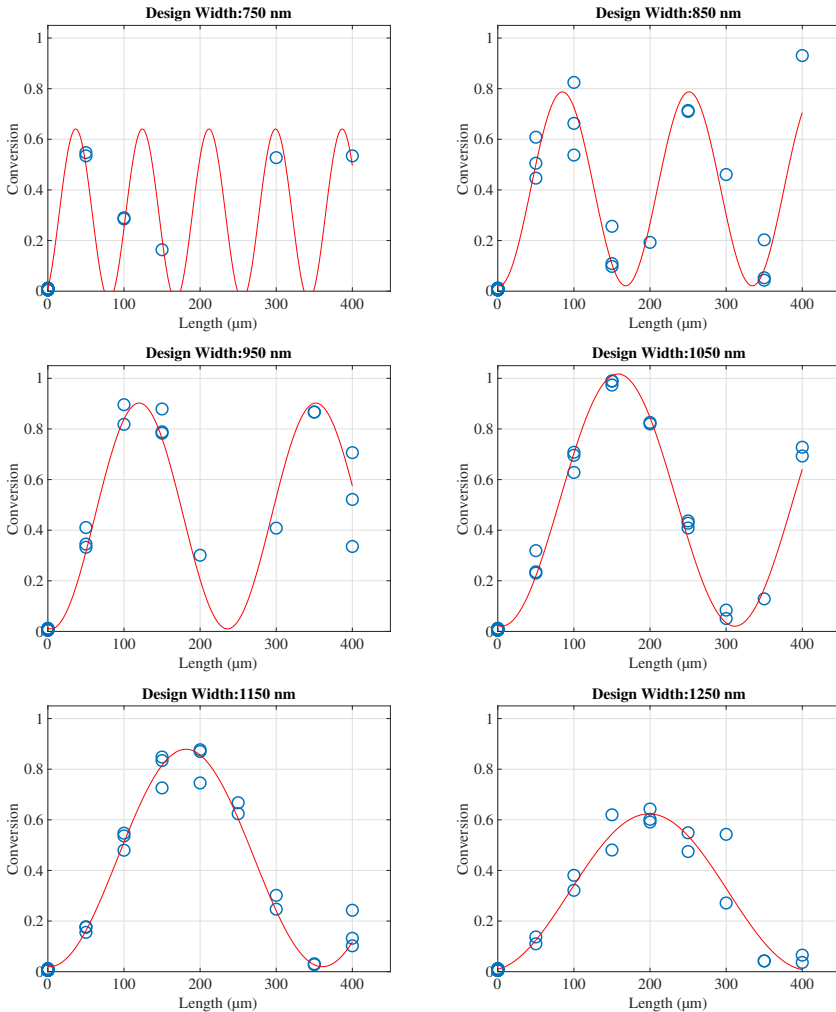 Design Width:750 nm
Conversion
1
0.8
0.6
0.4
0.2
0
0 100 200 300 400
Length (µm)
Design Width:850 nm
Conversion
1
0.8
0.6
0.4
0.2
0
0 100 200 300 400
Length (µm)
Design Width:950 nm
Conversion
1
0.8
0.6
0.4
0.2
0
0 100 200 300 400
Length (µm)
Design Width:1050 nm
Conversion
1
0.8
0.6
0.4
0.2
0
0 100 200 300 400
Length (µm)
Design Width:1150 nm
Conversion
1
0.8
0.6
0.4
0.2
0
0 100 200 300 400
Length (µm)
Design Width:1250 nm
Conversion
1
0.8
0.6
0.4
0.2
0
0 100 200 300 400
Length (µm)